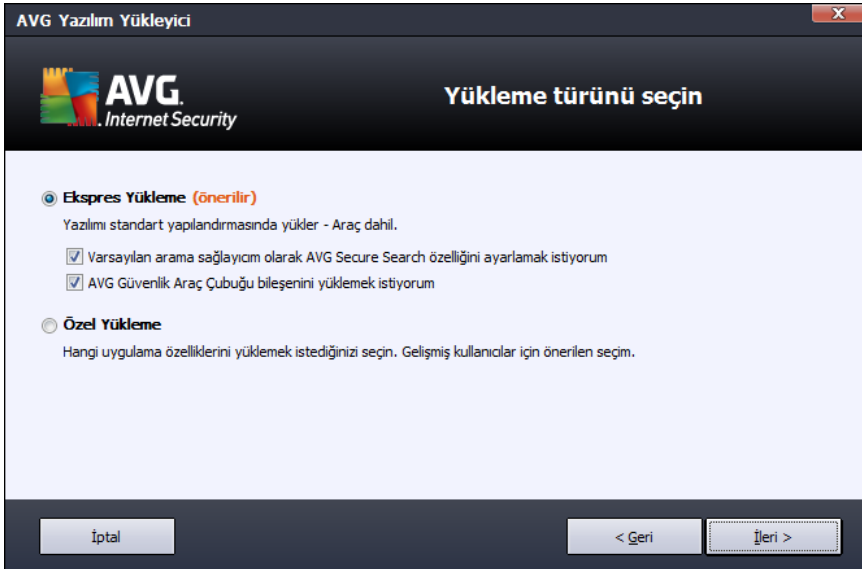 AVG Yazılım Yükleyici
X
AVG.
Internet Security
Yükleme türünü seçin
Ekspres Yükleme (önerilir)
Yazılımı standart yapılandırmasında yükler - Araç dahil.
Varsayılan arama sağlayıcım olarak AVG Secure Search özelliğini ayarlamak istiyorum
AVG Güvenlik Araç Çubuğu bileşenini yüklemek istiyorum
Özel Yükleme
Hangi uygulama özelliklerini yüklemek istediğinizi seçin. Gelişmiş kullanıcılar için önerilen seçim.
İptal
< Geri
İleri >